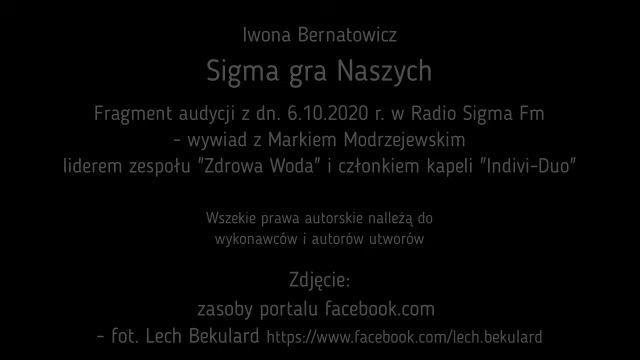 Iwona Bernatowicz
Sigma gra Naszych
Fragment audycji z dn. 6.10.2020 r. w Radio Sigma Fm
- wywiad z Markiem Modrzejewskim
liderem zespołu "Zdrowa Woda" i członkiem kapeli "Indivi-Duo"
Wszekie prawa autorskie nalleżą do
wykonawców i autorów utworów
Zdjęcie:
zasoby portalu facebook.com
- fot. Lech Bekulard https://www.facebook.com/lech.bekulard